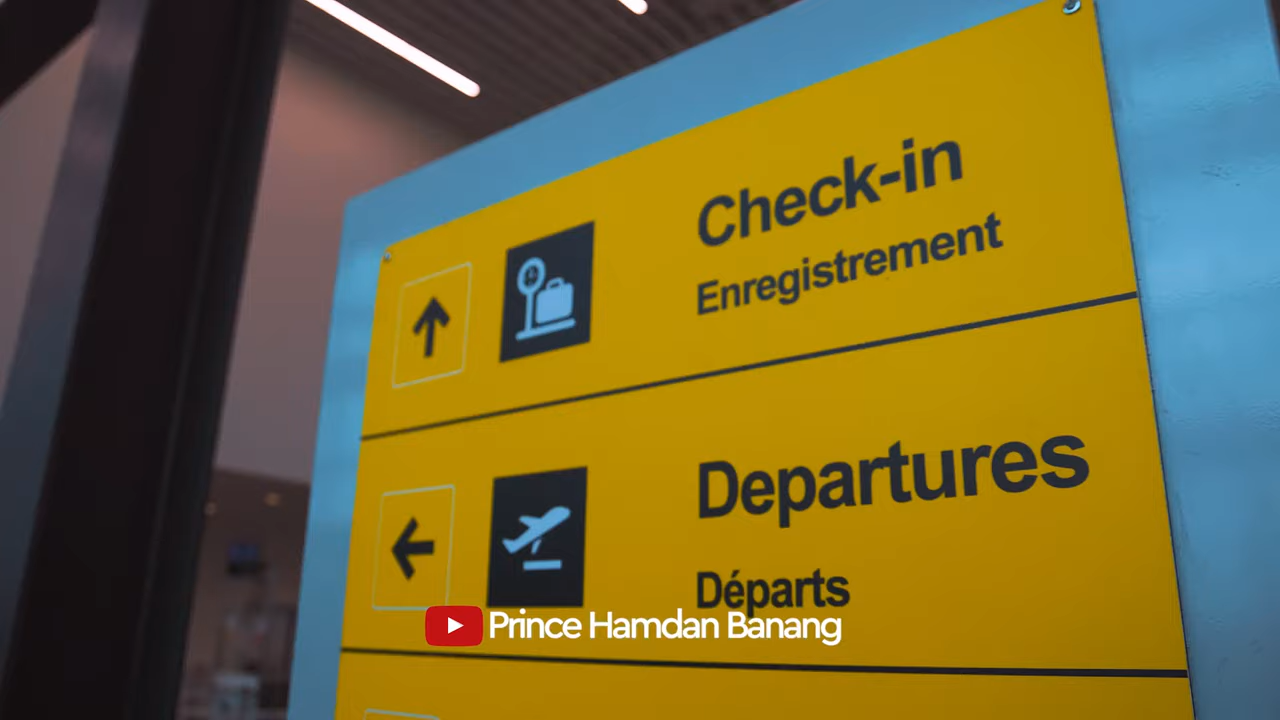 Check-in
Enregistrement
Departures
Départs
Prince Hamdan Banang